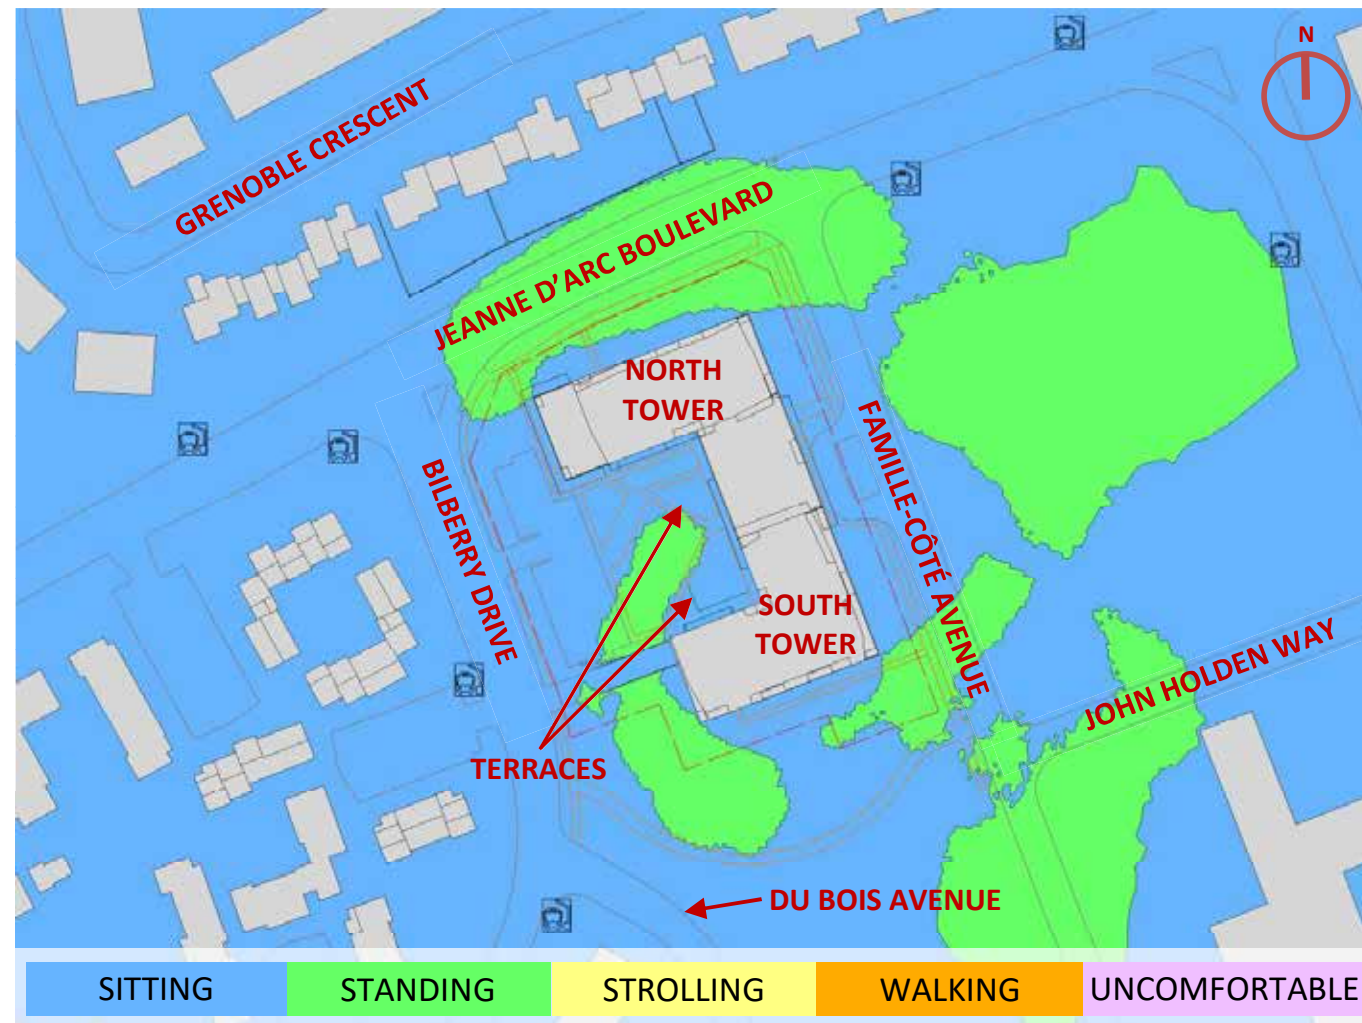 N
GRENOBLE CRESCENT
JEANNE D'ARC BOULEVARD
NORTH
TOWER
FAMILLE-CÔTÉ AVENUE
BILBERRY DRIVE
SOUTH
TOWER
JOHN HOLDEN WAY
TERRACES
DU BOIS AVENUE
SITTING
STANDING
STROLLING
WALKING
UNCOMFORTABLE